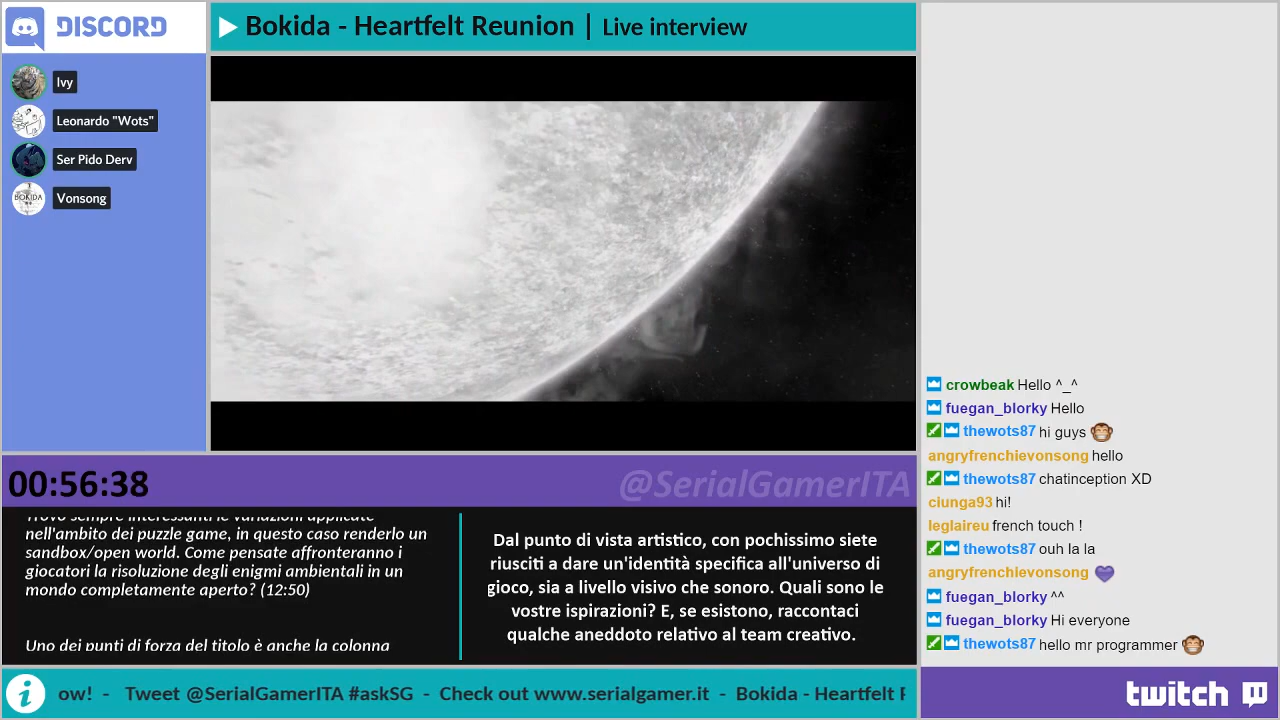 DISCORD
Ivy
Leonardo "Wots"
Ser Pido Derv
BOKIDA
Vonsong
Bokida - Heartfelt Reunion | Live interview
00:56:38
@SerialGamerITA
Trovo sempre interessanti le variazioni applicate
nell'ambito dei puzzle game, in questo caso renderlo un
sandbox/open world. Come pensate affronteranno i
giocatori la risoluzione degli enigmi ambientali in un
mondo completamente aperto? (12:50)
Uno dei punti di forza del titolo è anche la colonna
Dal punto di vista artistico, con pochissimo siete
riusciti a dare un'identità specifica all'universo di
gioco, sia a livello visivo che sonoro. Quali sono le
vostre ispirazioni? E, se esistono, raccontaci
qualche aneddoto relativo al team creativo.
ow! - Tweet @SerialGamerITA #askSG - Check out www.serialgamer.it - Bokida - Heartfelt R
crowbeak Hello ^_^
fuegan_blorky Hello
thewots87 hi guys
angryfrenchievonsong hello
thewots87 chatinception XD
ciunga93 hi!
leglaireu french touch !
thewots87 ouh la la
angryfrenchievonsong
fuegan_blorky ^^
fuegan_blorky Hi everyone
thewots87 hello mr programmer
twitch